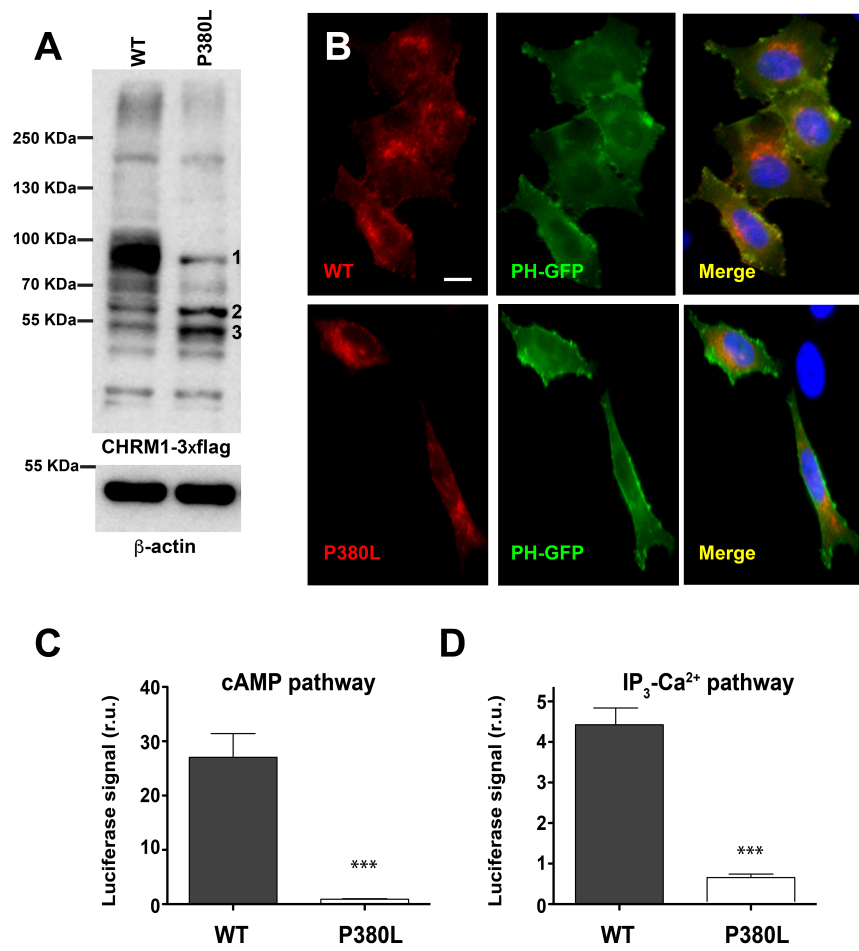 A
WT
P380L
250 KDa
130 KDa
100 KDa
70 KDa
55 KDa
1
2
3
CHRM1-3xflag
55 KDa
β-actin
B
WT
PH-GFP
Merge
P380L
PH-GFP
Merge
C
cAMP pathway
Luciferase signal (r.u.)
40
30
20
10
0
***
WT
P380L
D
IP3-Ca2+ pathway
Luciferase signal (r.u.)
5
4
3
2
1
0
***
WT
P380L